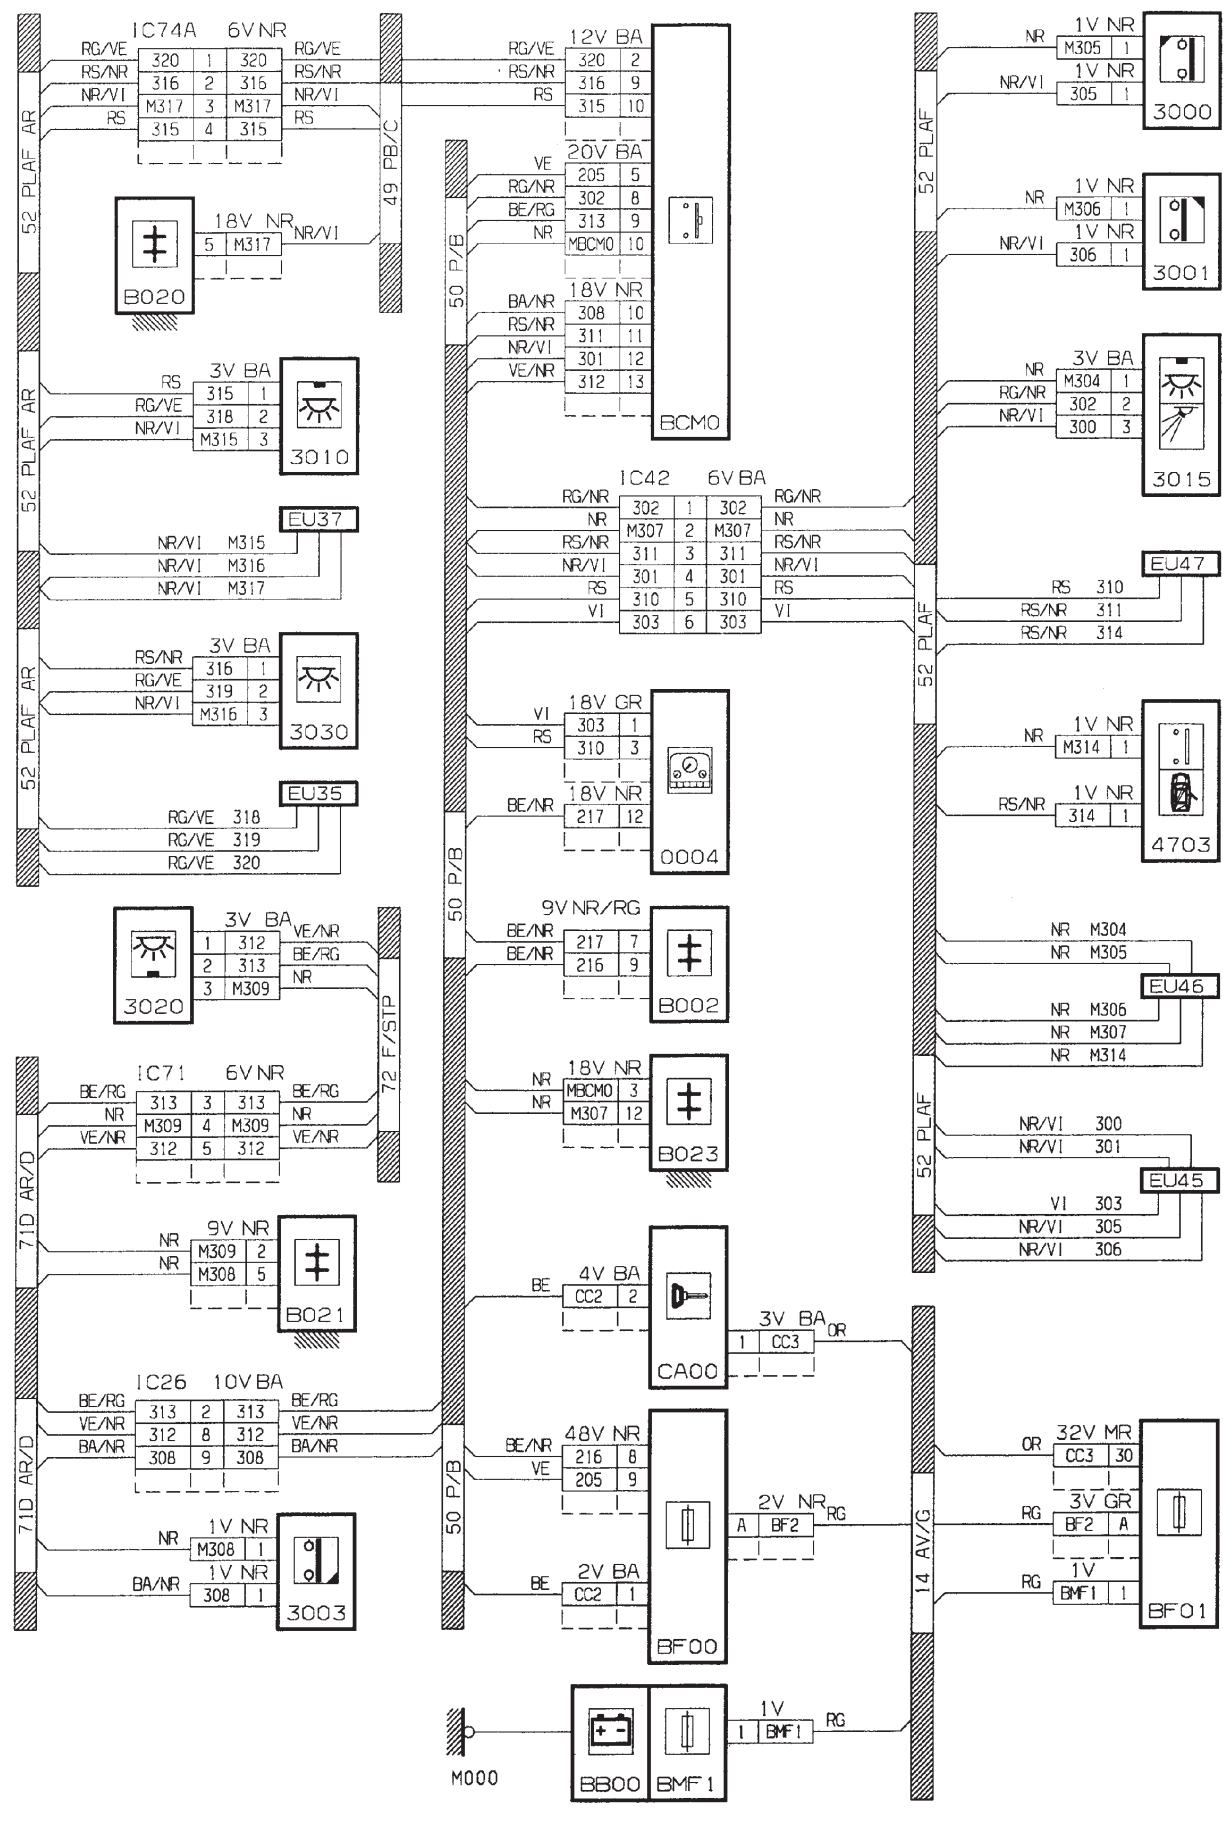 IC74A 6V NR
RG/VE 320 1 320 RG/VE
RS/NR 316 2 316 RS/NR
NR/VI M317 3 M317 NR/VI
RS 315 4 315 RS
52 PLAF AR
49 PB/C
18V NR
5 M317 NR/VI
B020
3V BA
RS 315 1
RG/VE 318 2
NR/VI M315 3
3010
52 PLAF AR
EU37
NR/VI M315
NR/VI M316
NR/VI M317
3V BA
RS/NR 316 1
RG/VE 319 2
NR/VI M316 3
3030
52 PLAF AR
EU35
RG/VE 318
RG/VE 319
RG/VE 320
3V BA
1 312 VE/NR
2 313 BE/RG
3 M309 NR
3020
72 F/STP
IC71 6V NR
BE/RG 313 3 313 BE/RG
NR M309 4 M309 NR
VE/NR 312 5 312 VE/NR
71D AR/D
9V NR
NR M309 2
NR M308 5
B021
IC26 10V BA
BE/RG 313 2 313 BE/RG
VE/NR 312 8 312 VE/NR
BA/NR 308 9 308 BA/NR
71D AR/D
1V NR
NR M308 1
1V NR
BA/NR 308 1
3003
12V BA
RG/VE 320 2
RS/NR 316 9
RS 315 10
20V BA
VE 205 5
RG/NR 302 8
BE/RG 313 9
NR MBCM0 10
50 P/B
18V NR
BA/NR 308 10
RS/NR 311 11
NR/VI 301 12
VE/NR 312 13
BCM0
IC42 6V BA
RG/NR 302 1 302 RG/NR
NR M307 2 M307 NR
RS/NR 311 3 311 RS/NR
NR/VI 301 4 301 NR/VI
RS 310 5 310 RS
VI 303 6 303 VI
18V GR
VI 303 1
RS 310 3
18V NR
BE/NR 217 12
0004
50 P/B
9V NR/RG
BE/NR 217 7
BE/NR 216 9
B002
18V NR
NR MBCM0 3
NR M307 12
B023
4V BA
BE CC2 2
3V BA
1 CC3 OR
CA00
48V NR
BE/NR 216 8
VE 205 9
50 P/B
2V NR
A BF2 RG
2V BA
BE CC2 1
BF00
1V
1 BMF1 RG
M000
BB00 BMF1
1V NR
NR M305 1
1V NR
NR/VI 305 1
3000
52 PLAF
1V NR
NR M306 1
1V NR
NR/VI 306 1
3001
3V BA
NR M304 1
RG/NR 302 2
NR/VI 300 3
3015
EU47
RS 310
RS/NR 311
RS/NR 314
52 PLAF
1V NR
NR M314 1
1V NR
RS/NR 314 1
4703
NR M304
NR M305
EU46
NR M306
NR M307
NR M314
52 PLAF
NR/VI 300
NR/VI 301
EU45
VI 303
NR/VI 305
NR/VI 306
32V MR
OR CC3 30
3V GR
RG BF2 A
1V
RG BMF1 1
BF01
14 AV/G